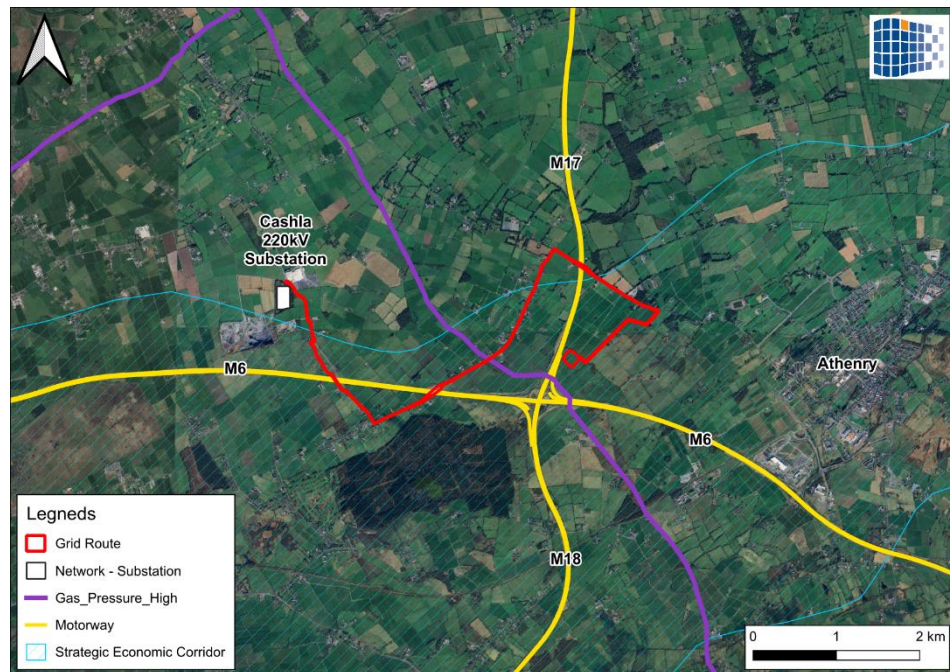 M17
Cashla
220kV
Substation
M6
Athenry
M6
M18
Legneds
Grid Route
Network - Substation
Gas_Pressure_High
Motorway
Strategic Economic Corridor
0 1 2 km